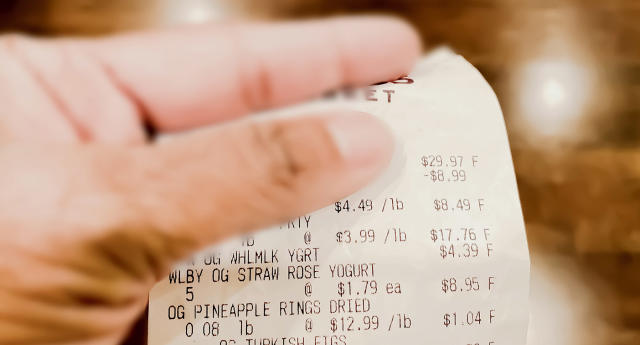 $29.97 F
-$8.99
$4.49 /lb $8.49 F
RTY
lb @ $3.99 /lb $17.76 F
OG WHLMLK YGRT $4.39 F
WLBY OG STRAW ROSE YOGURT
5 @ $1.79 ea $8.95 F
OG PINEAPPLE RINGS DRIED
0 08 lb @ $12.99 /lb $1.04 F
TURKISH FIGS